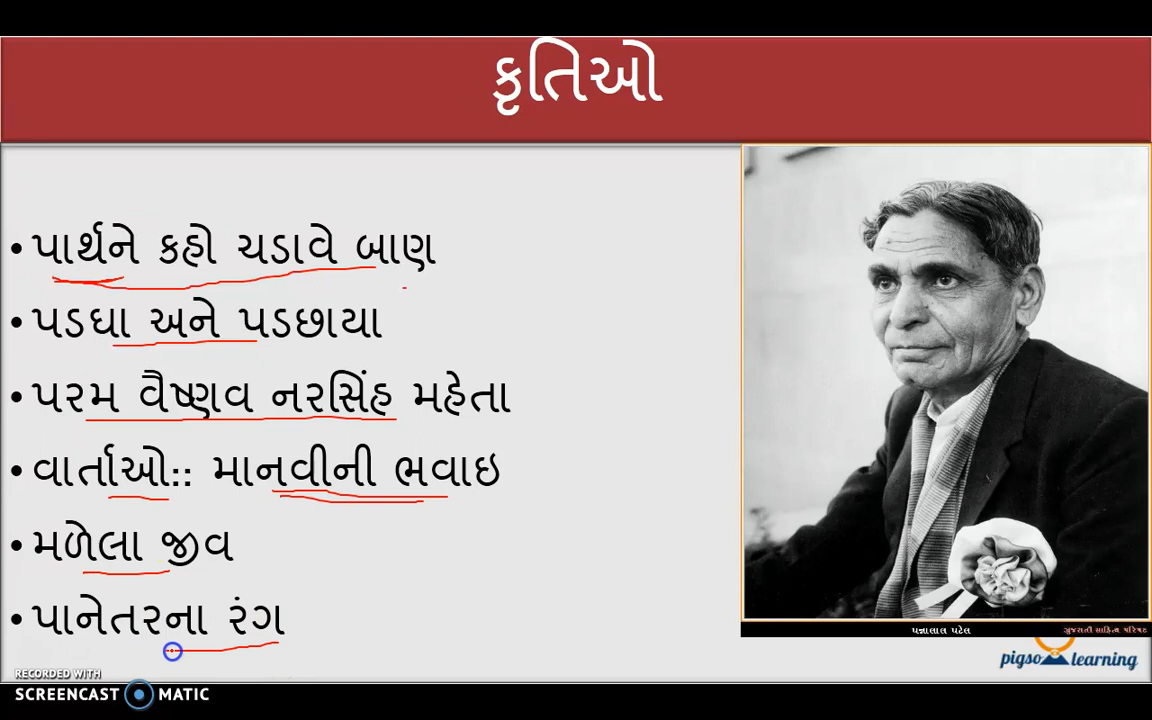 કૃતિઓ
• પાર્થને કહો ચડાવે બાણ
• પડઘા અને પડછાયા
• પરમ વૈષ્ણવ નરસિંહ મહેતા
• વાર્તાઓ:: માનવીની ભવાઇ
• મળેલા જીવ
• પાનેતરના રંગ
પન્નાલાલ પટેલ
ગુજરાતી સાહિત્ય પરિષદ
pigso learning
RECORDED WITH
SCREENCAST MATIC